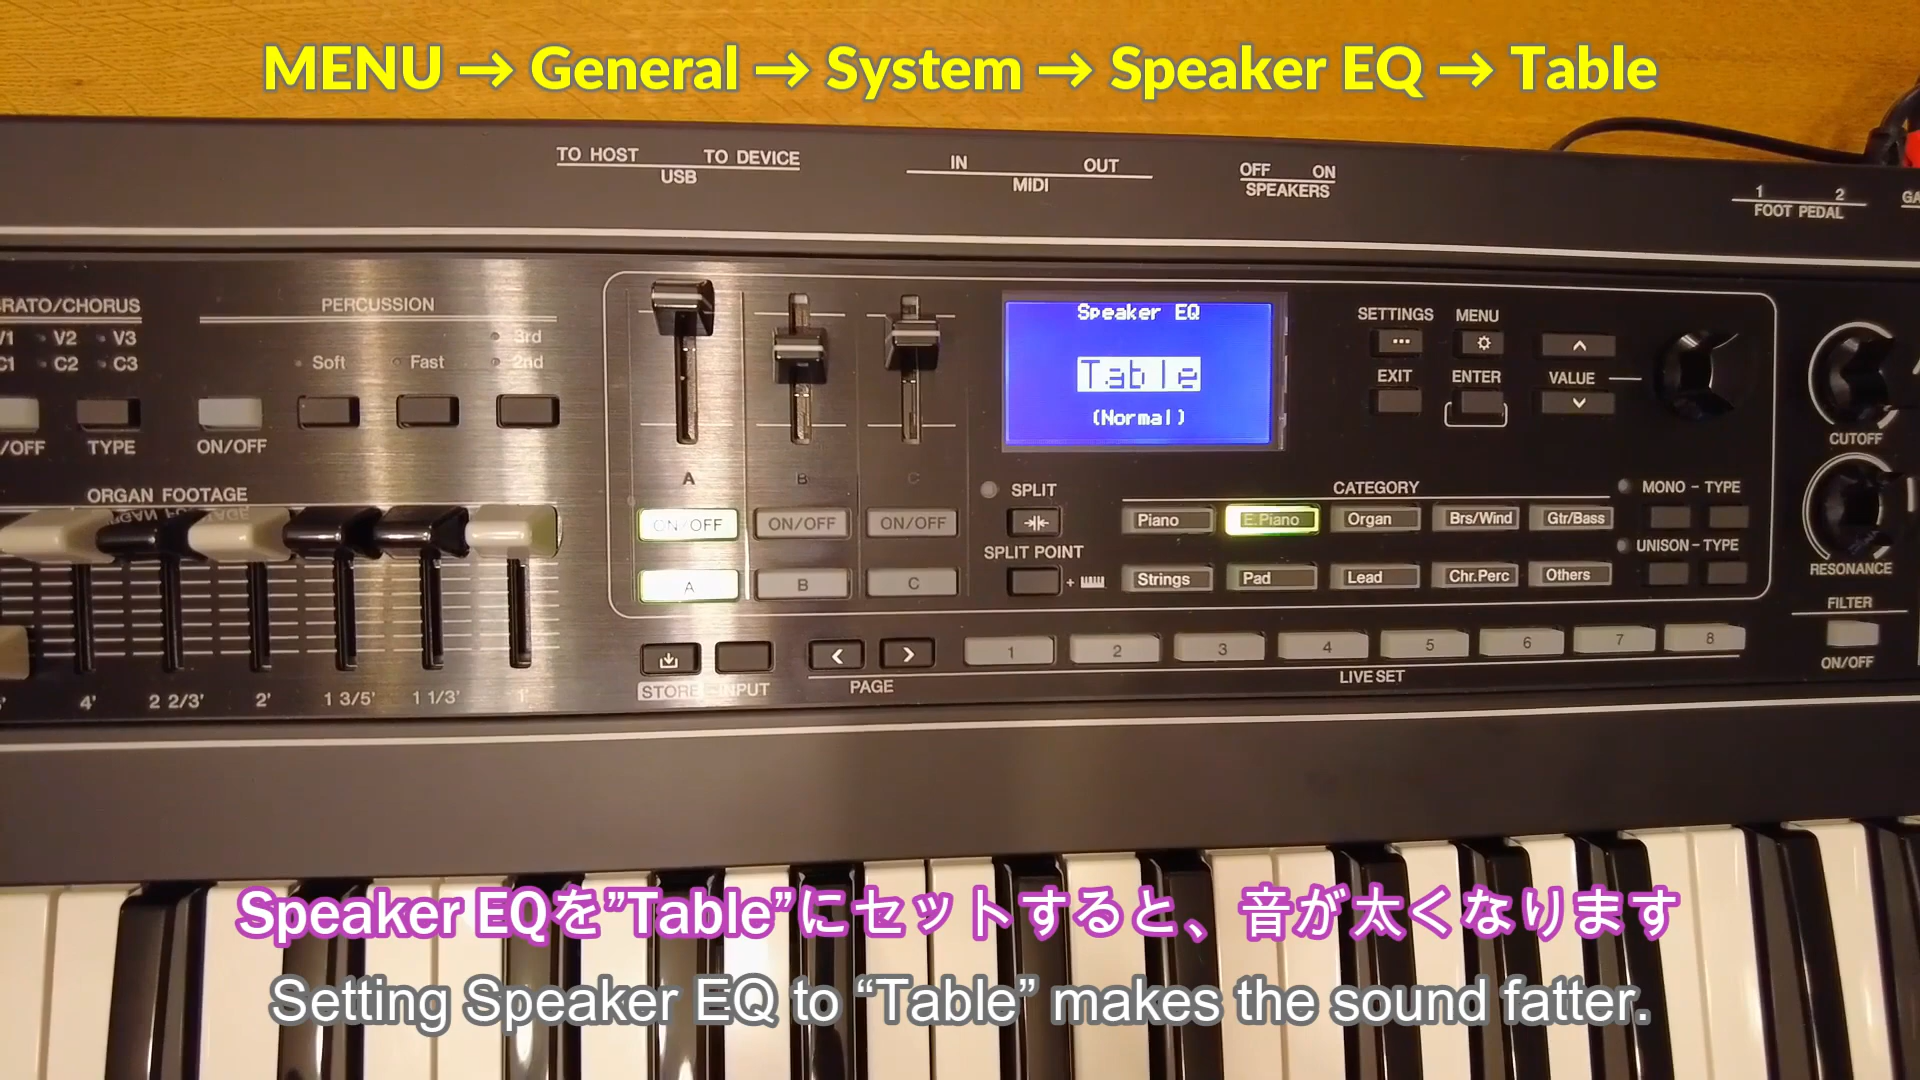 MENU → General → System → Speaker EQ → Table
TO HOST TO DEVICE
USB
IN OUT
MIDI
OFF ON
SPEAKERS
1 2
FOOT PEDAL
GA
RATO/CHORUS
V1 V2 V3
C1 C2 C3
/OFF TYPE
PERCUSSION
Soft Fast 3rd
2nd
ON/OFF
ORGAN FOOTAGE
4' 2 2/3' 2' 1 3/5' 1 1/3' 1'
A B C
ON/OFF ON/OFF ON/OFF
A B C
STORE INPUT
PAGE
Speaker EQ
Table
(Normal)
SETTINGS MENU
EXIT ENTER VALUE
SPLIT
SPLIT POINT
+
CATEGORY
Piano E.Piano Organ Brs/Wind Gtr/Bass
Strings Pad Lead Chr.Perc Others
MONO - TYPE
UNISON - TYPE
1 2 3 4 5 6 7 8
LIVE SET
CUTOFF
RESONANCE
FILTER
ON/OFF
Speaker EQを”Table”にセットすると、音が太くなります
Setting Speaker EQ to “Table” makes the sound fatter.